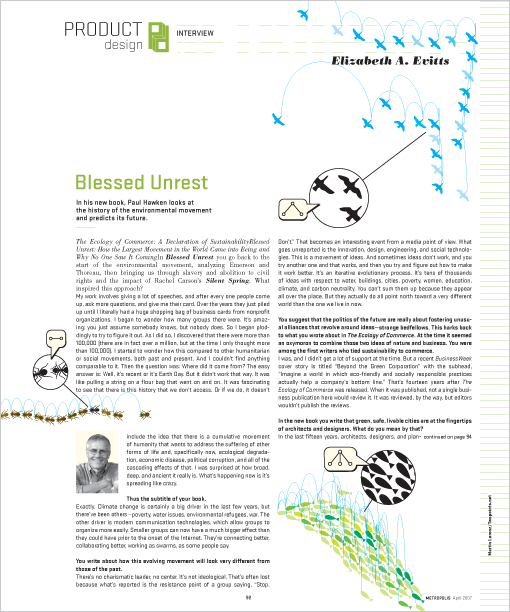 PRODUCT
design
INTERVIEW
Elizabeth A. Evitts
Blessed Unrest
In his new book, Paul Hawken looks at
the history of the environmental movement
and predicts its future.
The Ecology of Commerce: A Declaration of SustainabilityBlessed
Unrest: How the Largest Movement in the World Came into Being and
Why No One Saw It ComingIn Blessed Unrest you go back to the
start of the environmental movement, analyzing Emerson and
Thoreau, then bringing us through slavery and abolition to civil
rights and the impact of Rachel Carson's Silent Spring. What
inspired this approach?
My work involves giving a lot of speeches, and after every one people come
up, ask more questions, and give me their card. Over the years they just piled
up until I literally had a huge shopping bag of business cards from nonprofit
organizations. I began to wonder how many groups there were. It's amaz-
ing: you just assume somebody knows, but nobody does. So I began plod-
dingly to try to figure it out. As I did so, I discovered that there were more than
100,000 (there are in fact over a million, but at the time I only thought more
than 100,000). I started to wonder how this compared to other humanitarian
or social movements, both past and present. And I couldn't find anything
comparable to it. Then the question was: Where did it come from? The easy
answer is: Well, it's recent or it's Earth Day. But it didn't work that way. It was
like pulling a string on a flour bag that went on and on. It was fascinating
to see that there is this history that we don't access. Or if we do, it doesn't
include the idea that there is a cumulative movement
of humanity that wants to address the suffering of other
forms of life and, specifically now, ecological degrada-
tion, economic disease, political corruption, and all of the
cascading effects of that. I was surprised at how broad,
deep, and ancient it really is. What's happening now is it's
spreading like crazy.
Thus the subtitle of your book.
Exactly. Climate change is certainly a big driver in the last few years, but
there've been others—poverty, water issues, environmental refugees, war. The
other driver is modern communication technologies, which allow groups to
organize more easily. Smaller groups can now have a much bigger effect than
they could have prior to the onset of the Internet. They're connecting better,
collaborating better, working as swarms, as some people say.
You write about how this evolving movement will look very different from
those of the past.
There's no charismatic leader, no center. It's not ideological. That's often lost
because what's reported is the resistance point of a group saying, "Stop.
Don't." That becomes an interesting event from a media point of view. What
goes unreported is the innovation, design, engineering, and social technolo-
gies. This is a movement of ideas. And sometimes ideas don't work, and you
try another one and that works, and then you try and figure out how to make
it work better. It's an iterative evolutionary process. It's tens of thousands
of ideas with respect to water, buildings, cities, poverty, women, education,
climate, and carbon neutrality. You can't sum them up because they appear
all over the place. But they actually do all point north toward a very different
world than the one we live in now.
You suggest that the politics of the future are really about fostering unusu-
al alliances that revolve around ideas—strange bedfellows. This harks back
to what you wrote about in The Ecology of Commerce. At the time it seemed
an oxymoron to combine those two ideas of nature and business. You were
among the first writers who tied sustainability to commerce.
I was, and I didn't get a lot of support at the time. But a recent BusinessWeek
cover story is titled "Beyond the Green Corporation" with the subhead,
"Imagine a world in which eco-friendly and socially responsible practices
actually help a company's bottom line." That's fourteen years after The
Ecology of Commerce was released. When it was published, not a single busi-
ness publication here would review it. It was reviewed, by the way, but editors
wouldn't publish the reviews.
In the new book you write that green, safe, livable cities are at the fingertips
of architects and designers. What do you mean by that?
In the last fifteen years, architects, designers, and plan- continued on page 94
98
METROPOLIS April 2007